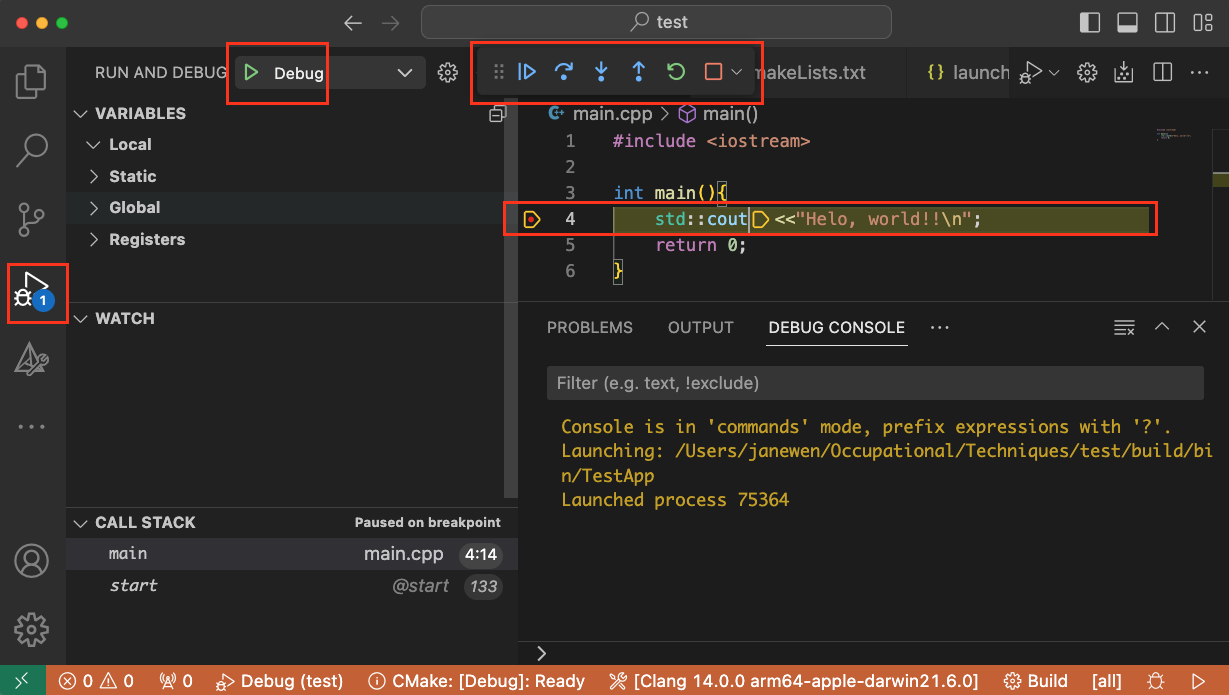 test
RUN AND DEBUG
Debug
makeLists.txt
{} launch
VARIABLES
Local
Static
Global
Registers
main.cpp > main()
1 #include <iostream>
2
3 int main(){
4 std::cout<<"Helo, world!!\n";
5 return 0;
6 }
1
WATCH
PROBLEMS OUTPUT DEBUG CONSOLE ...
Filter (e.g. text, !exclude)
Console is in 'commands' mode, prefix expressions with '?'.
Launching: /Users/janewen/Occupational/Techniques/test/build/bi
n/TestApp
Launched process 75364
CALL STACK Paused on breakpoint
main main.cpp 4:14
start @start 133
0 0 0 Debug (test) CMake: [Debug]: Ready [Clang 14.0.0 arm64-apple-darwin21.6.0] Build [all]